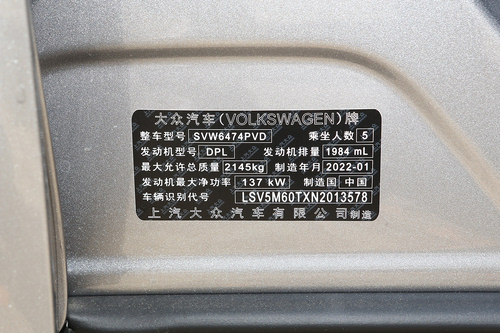 大众汽车(VOLKSWAGEN)牌
整车型号 SVW6474PVD 乘坐人数 5
发动机型号 DPL 发动机排量 1984 mL
最大允许总质量 2145kg 制造年月 2022-01
发动机最大净功率 137 kW 制造国 中国
车辆识别代号 LSV5M60TXN2013578
上汽大众汽车有限公司制造